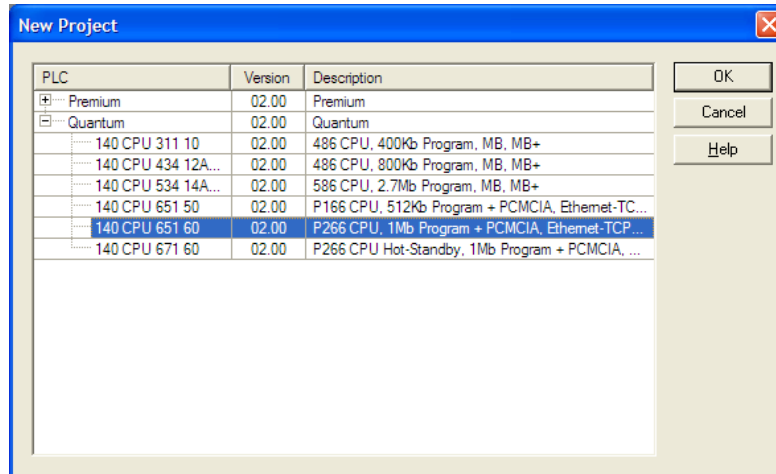 New Project
PLC Version Description
Premium 02.00 Premium
Quantum 02.00 Quantum
140 CPU 311 10 02.00 486 CPU, 400Kb Program, MB, MB+
140 CPU 434 12A... 02.00 486 CPU, 800Kb Program, MB, MB+
140 CPU 534 14A... 02.00 586 CPU, 2.7Mb Program, MB, MB+
140 CPU 651 50 02.00 P166 CPU, 512Kb Program + PCMCIA, Ethernet-TC...
140 CPU 651 60 02.00 P266 CPU, 1Mb Program + PCMCIA, Ethernet-TCP...
140 CPU 671 60 02.00 P266 CPU Hot-Standby, 1Mb Program + PCMCIA, ...
OK
Cancel
Help